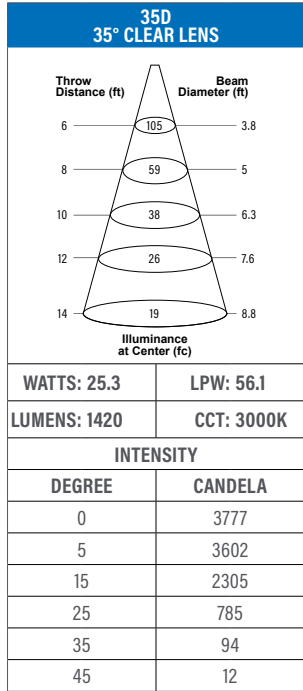 35D
35° CLEAR LENS
Throw Beam
Distance (ft) Diameter (ft)
6 105 3.8
8 59 5
10 38 6.3
12 26 7.6
14 19 8.8
Illuminance
at Center (fc)
WATTS: 25.3 LPW: 56.1
LUMENS: 1420 CCT: 3000K
INTENSITY
DEGREE CANDELA
0 3777
5 3602
15 2305
25 785
35 94
45 12